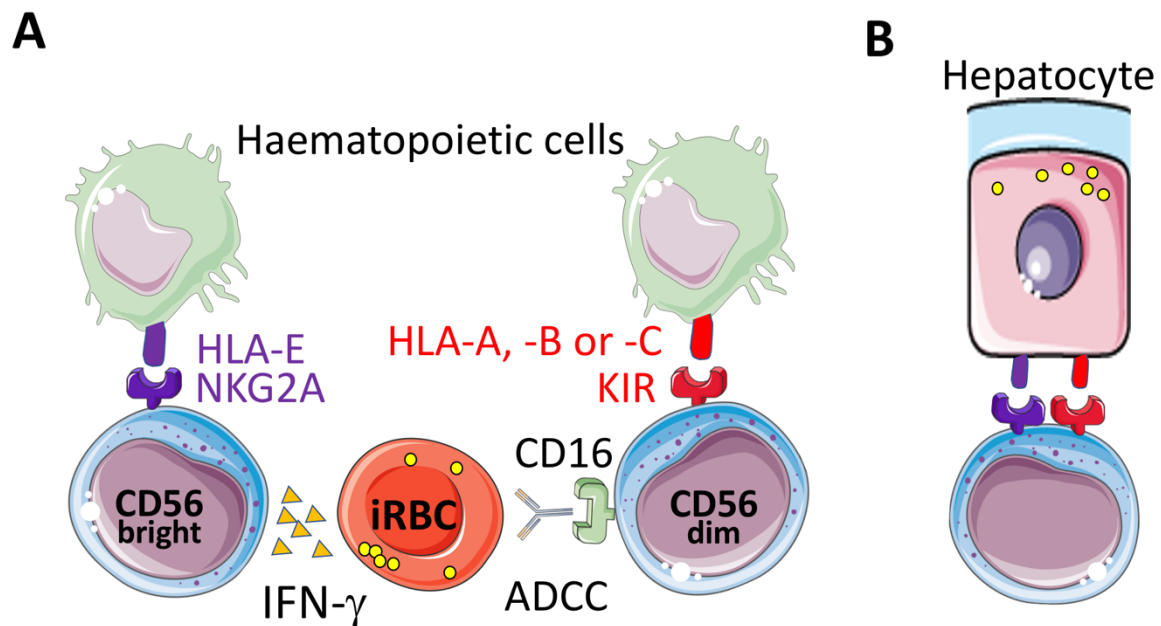 A
B
Hepatocyte
Haematopoietic cells
HLA-E
NKG2A
HLA-A, -B or -C
KIR
CD16
CD56
bright
iRBC
CD56
dim
IFN-γ
ADCC